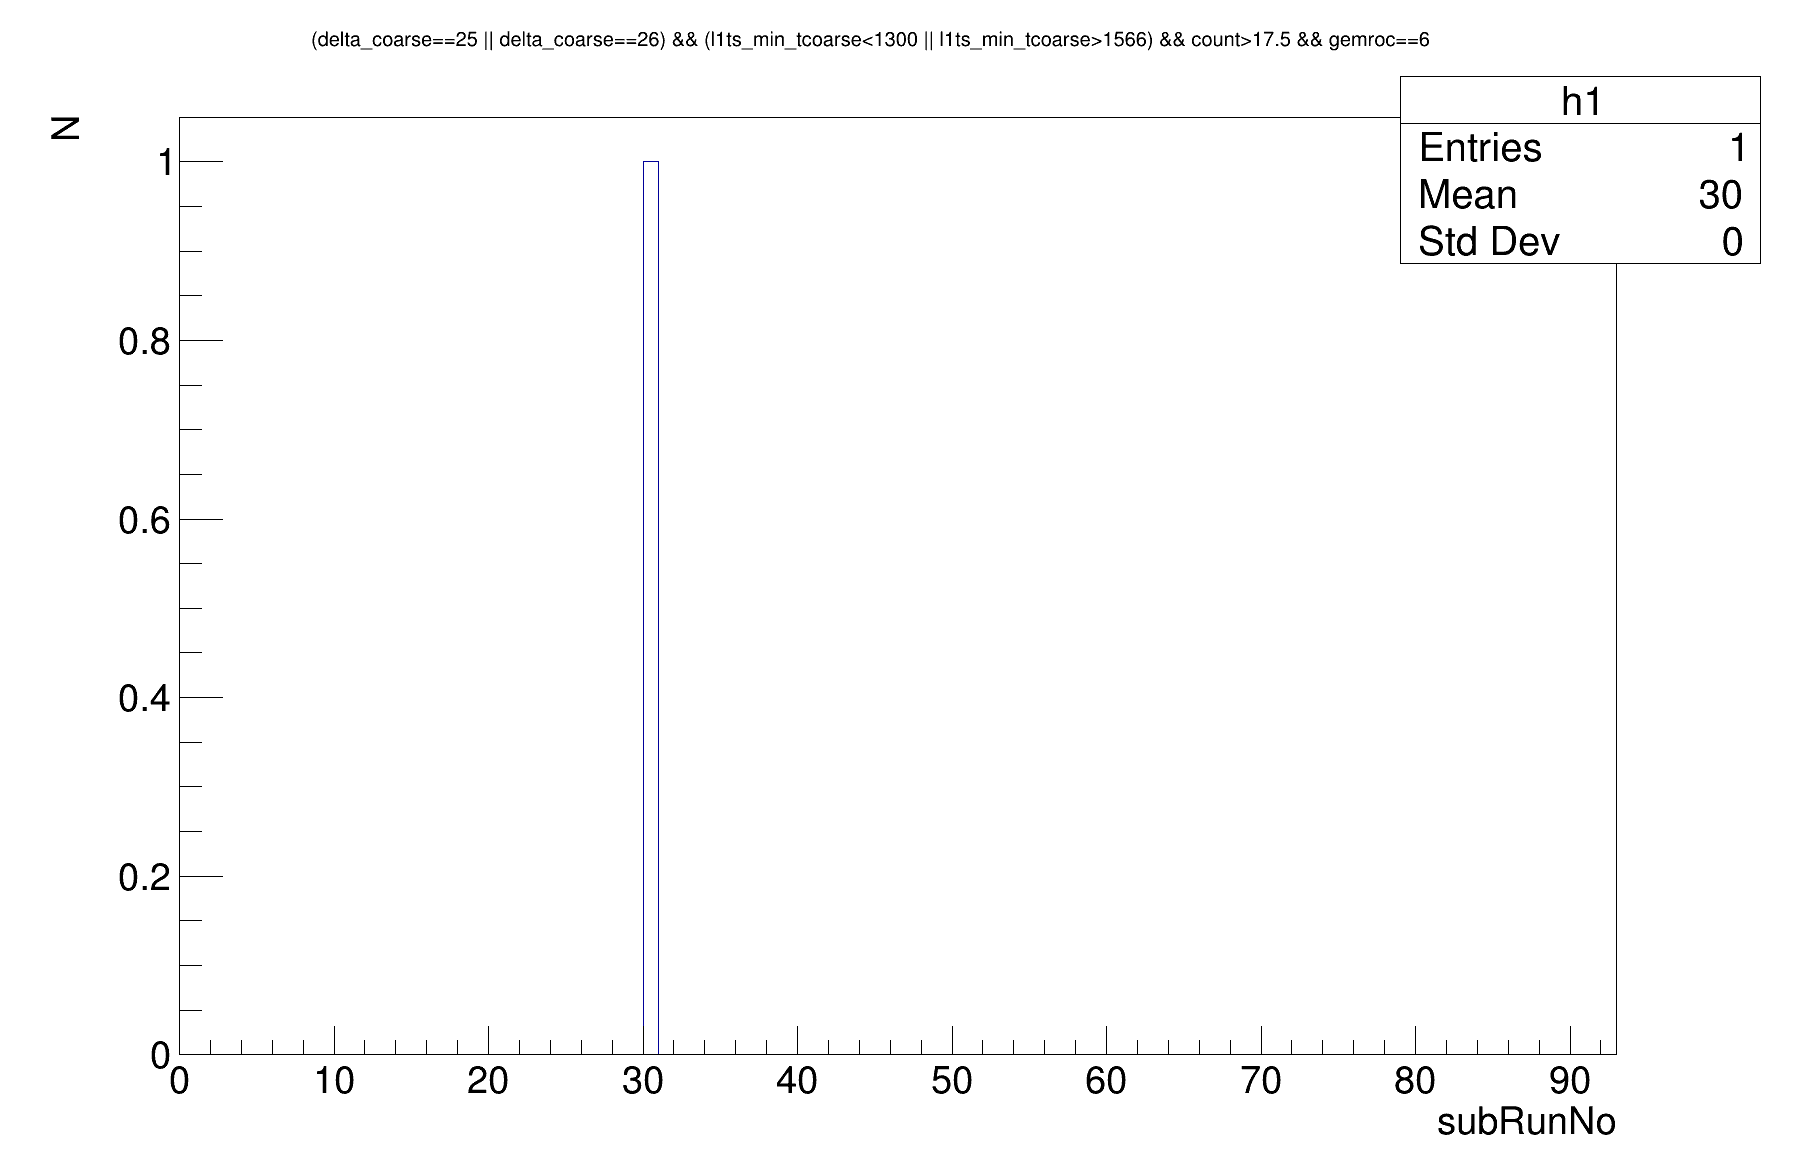 (delta_coarse==25 || delta_coarse==26) && (l1ts_min_tcoarse<1300 || l1ts_min_tcoarse>1566) && count>17.5 && gemroc==6
h1
Entries 1
Mean 30
Std Dev 0
N
1
0.8
0.6
0.4
0.2
0
0 10 20 30 40 50 60 70 80 90
subRunNo